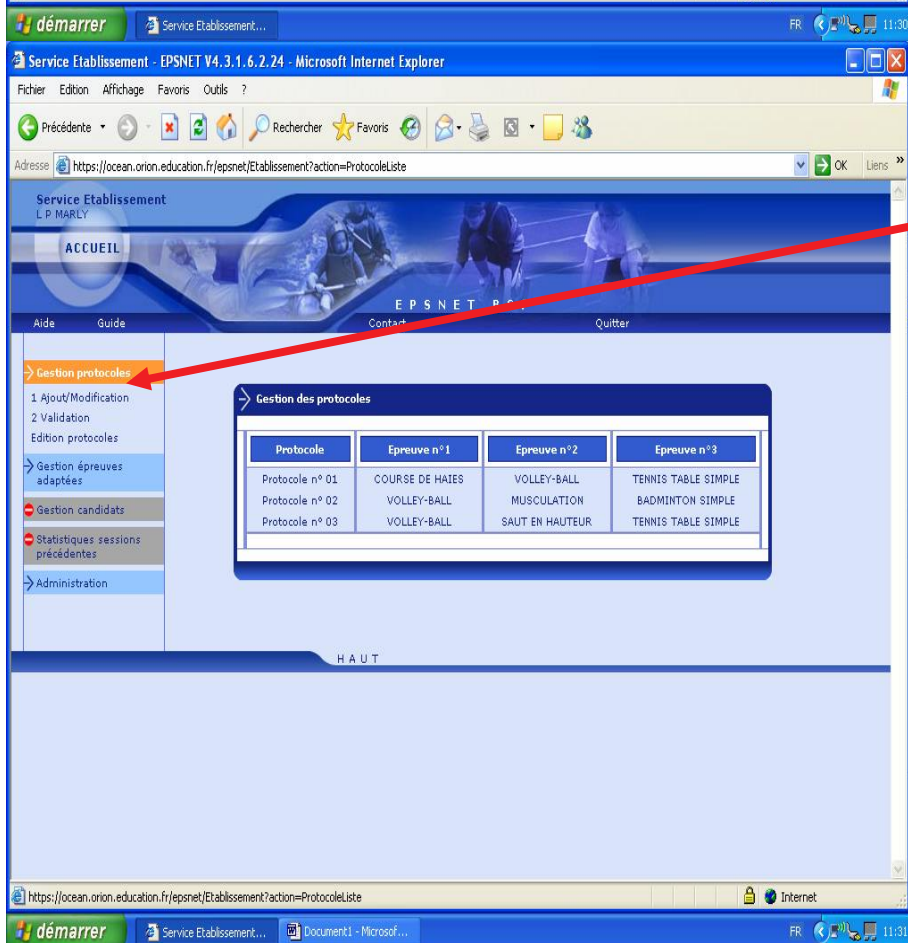 démarrer Service Etablissement... FR 11:30
Service Etablissement - EPSNET V4.3.1.6.2.24 - Microsoft Internet Explorer
Fichier Edition Affichage Favoris Outils ?
Précédente Rechercher Favoris
Adresse https://ocean.orion.education.fr/epsnet/Etablissement?action=ProtocoleListe OK Liens »
Service Etablissement
L P MARLY
ACCUEIL
EPSNET
Aide Guide Contact Quitter
Gestion protocoles
1 Ajout/Modification
2 Validation
Edition protocoles
Gestion épreuves
adaptées
Gestion candidats
Statistiques sessions
précédentes
Administration
Gestion des protocoles
Protocole Epreuve n°1 Epreuve n°2 Epreuve n°3
Protocole n° 01 COURSE DE HAIES VOLLEY-BALL TENNIS TABLE SIMPLE
Protocole n° 02 VOLLEY-BALL MUSCULATION BADMINTON SIMPLE
Protocole n° 03 VOLLEY-BALL SAUT EN HAUTEUR TENNIS TABLE SIMPLE
HAUT
https://ocean.orion.education.fr/epsnet/Etablissement?action=ProtocoleListe Internet
démarrer Service Etablissement... Document1 - Microsof... FR 11:31